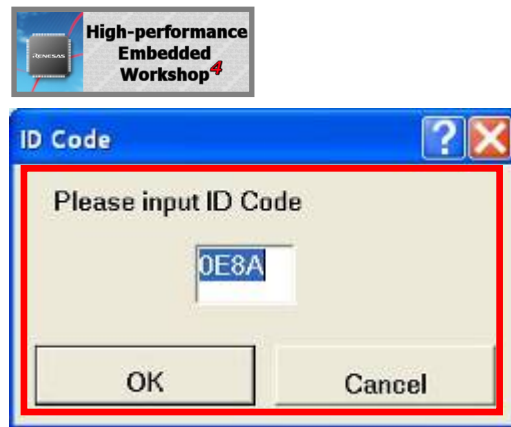 RENESAS
High-performance
Embedded
Workshop4
ID Code
Please input ID Code
0E8A
OK
Cancel